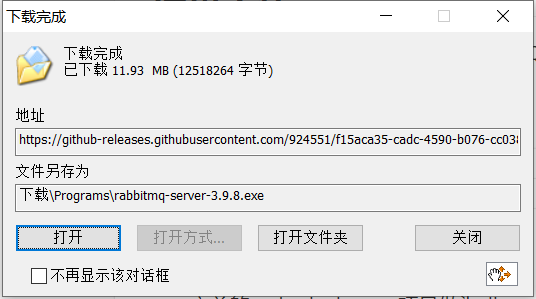 下载完成
下载完成
已下载 11.93 MB (12518264 字节)
地址
https://github-releases.githubusercontent.com/924551/f15aca35-cadc-4590-b076-cc038
文件另存为
下载\Programs\rabbitmq-server-3.9.8.exe
打开 打开方式... 打开文件夹 关闭
不再显示该对话框